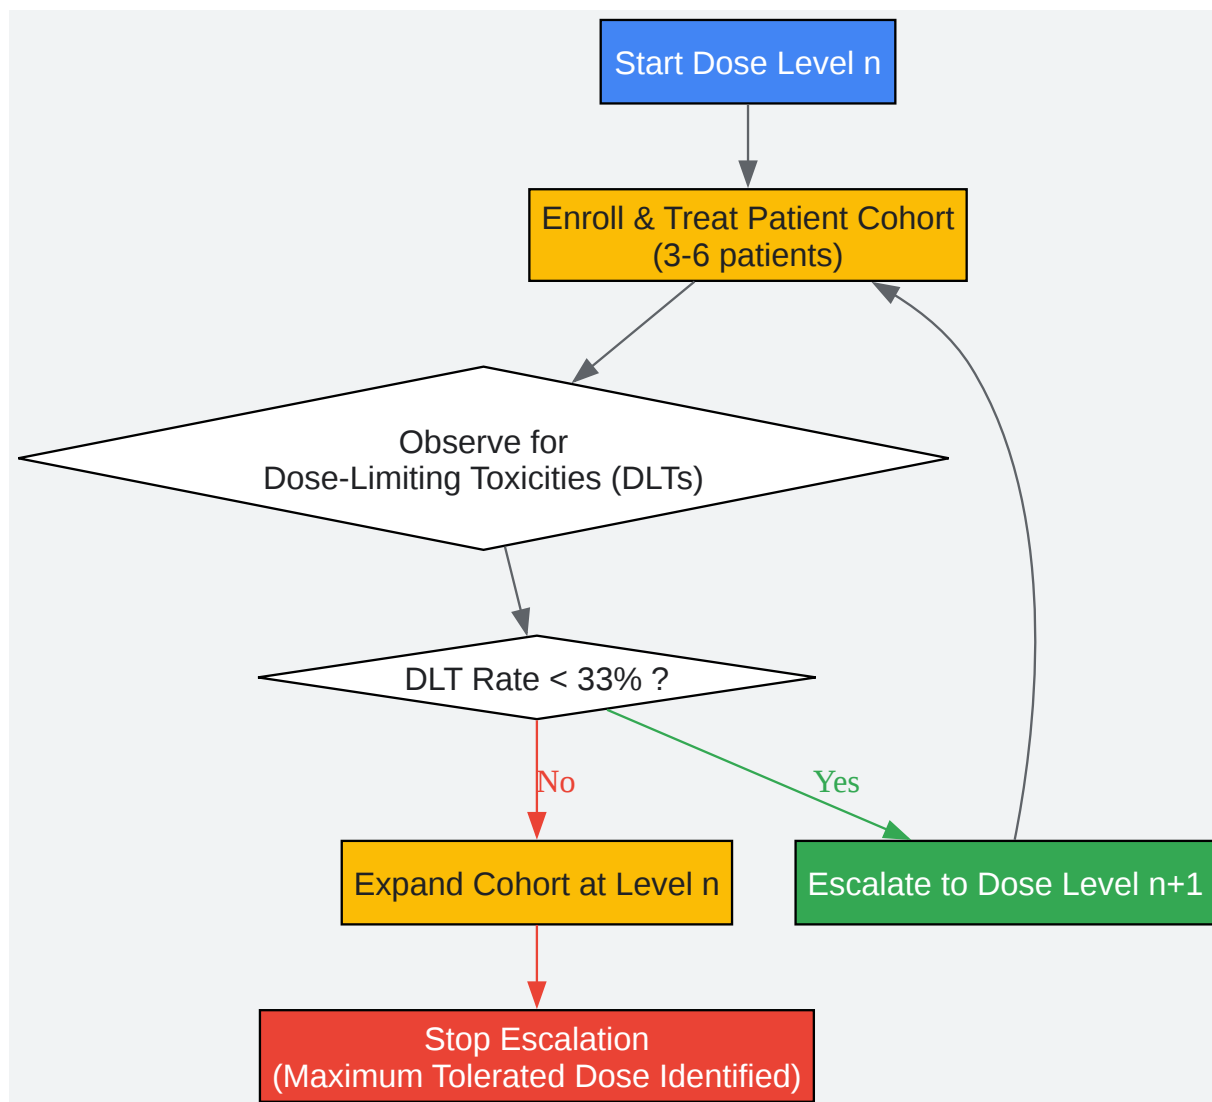 Start Dose Level n
Enroll & Treat Patient Cohort
(3-6 patients)
Observe for
Dose-Limiting Toxicities (DLTs)
DLT Rate < 33% ?
No
Yes
Expand Cohort at Level n
Escalate to Dose Level n+1
Stop Escalation
(Maximum Tolerated Dose Identified)